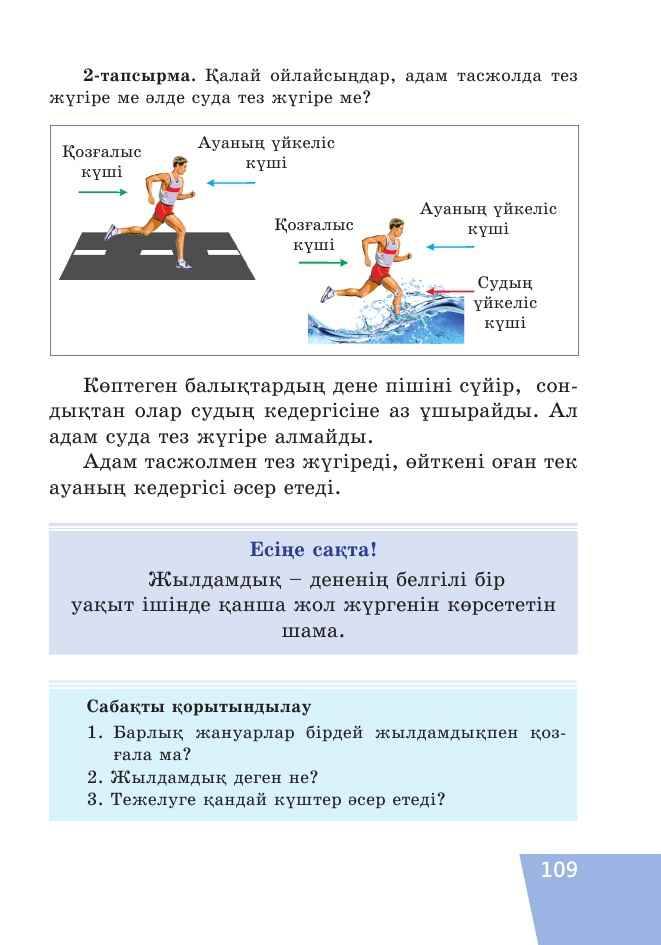 2-тапсырма. Қалай ойлайсыңдар, адам тасжолда тез
жүгіре ме әлде суда тез жүгіре ме?
Қозғалыс
күші
Ауаның үйкеліс
күші
Қозғалыс
күші
Ауаның үйкеліс
күші
Судың
үйкеліс
күші
Көптеген балықтардың дене пішіні сүйір, сон-
дықтан олар судың кедергісіне аз ұшырайды. Ал
адам суда тез жүгіре алмайды.
Адам тасжолмен тез жүгіреді, өйткені оған тек
ауаның кедергісі әсер етеді.
Есіңе сақта!
Жылдамдық – дененің белгілі бір
уақыт ішінде қанша жол жүргенін көрсететін
шама.
Сабақты қорытындылау
1. Барлық жануарлар бірдей жылдамдықпен қоз-
ғала ма?
2. Жылдамдық деген не?
3. Тежелуге қандай күштер әсер етеді?
109